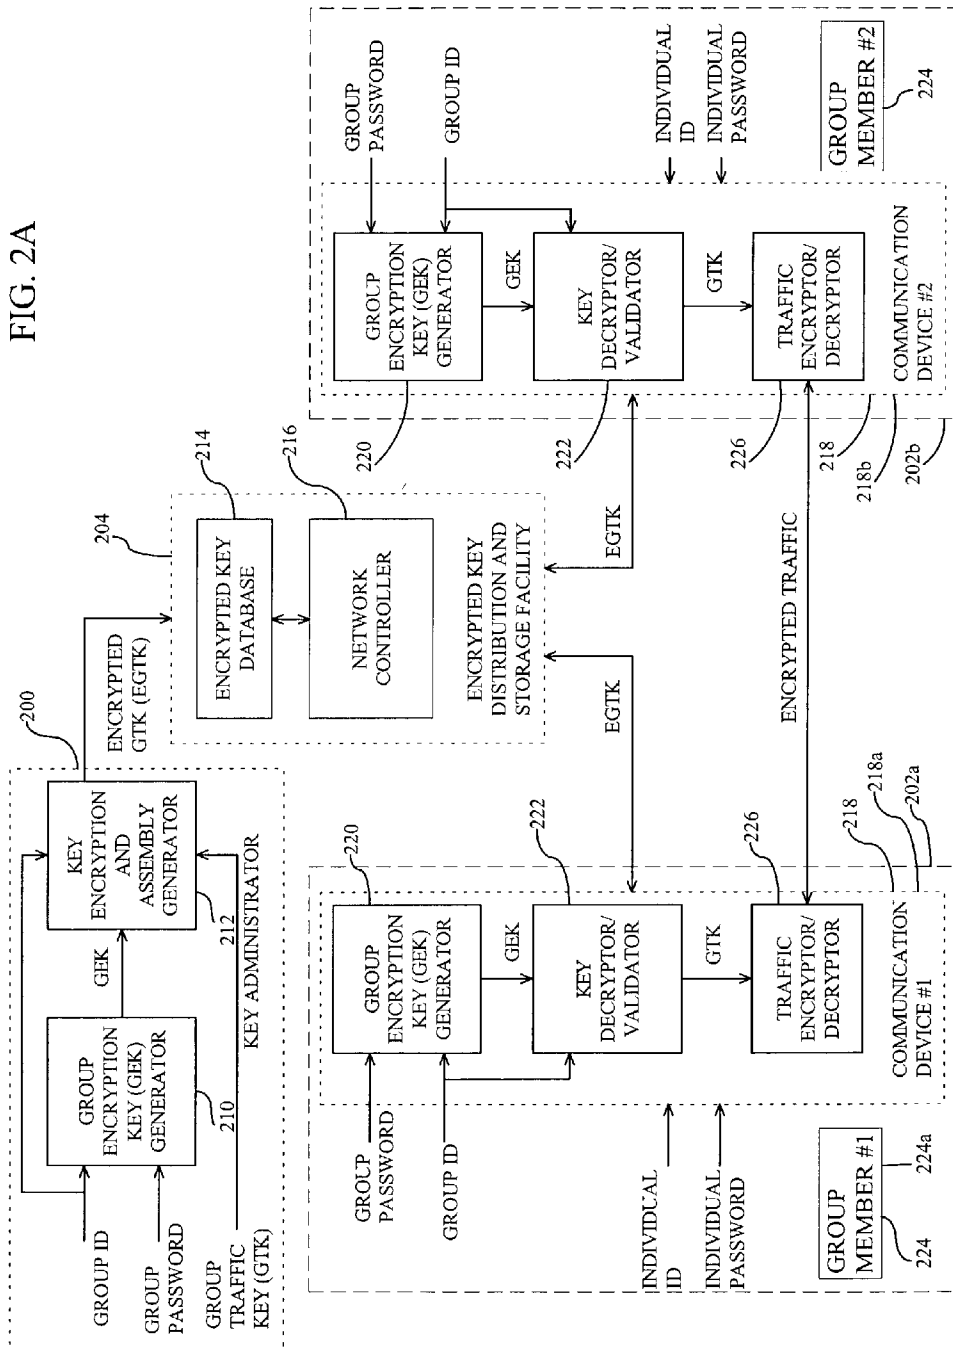 FIG. 2A
200
GROUP ID
GROUP
PASSWORD
GROUP
TRAFFIC
KEY (GTK)
GROUP
ENCRYPTION
KEY (GEK)
GENERATOR
210
GEK
KEY
ENCRYPTION
AND
ASSEMBLY
GENERATOR
212
KEY ADMINISTRATOR
ENCRYPTED
GTK (EGTK)
204
ENCRYPTED KEY
DATABASE
214
NETWORK
CONTROLLER
216
ENCRYPTED KEY
DISTRIBUTION AND
STORAGE FACILITY
EGTK
EGTK
GROUP
PASSWORD
GROUP ID
GROUP
ENCRYPTION
KEY (GEK)
GENERATOR
220
GEK
KEY
DECRYPTOR/
VALIDATOR
222
GTK
TRAFFIC
ENCRYPTOR/
DECRYPTOR
226
INDIVIDUAL
ID
INDIVIDUAL
PASSWORD
COMMUNICATION
DEVICE #1
218
218a
202a
GROUP
MEMBER #1
224
224a
ENCRYPTED TRAFFIC
GROUP
PASSWORD
GROUP ID
GROUP
ENCRYPTION
KEY (GEK)
GENERATOR
220
GEK
KEY
DECRYPTOR/
VALIDATOR
222
GTK
TRAFFIC
ENCRYPTOR/
DECRYPTOR
226
INDIVIDUAL
ID
INDIVIDUAL
PASSWORD
COMMUNICATION
DEVICE #2
218
218b
202b
GROUP
MEMBER #2
224